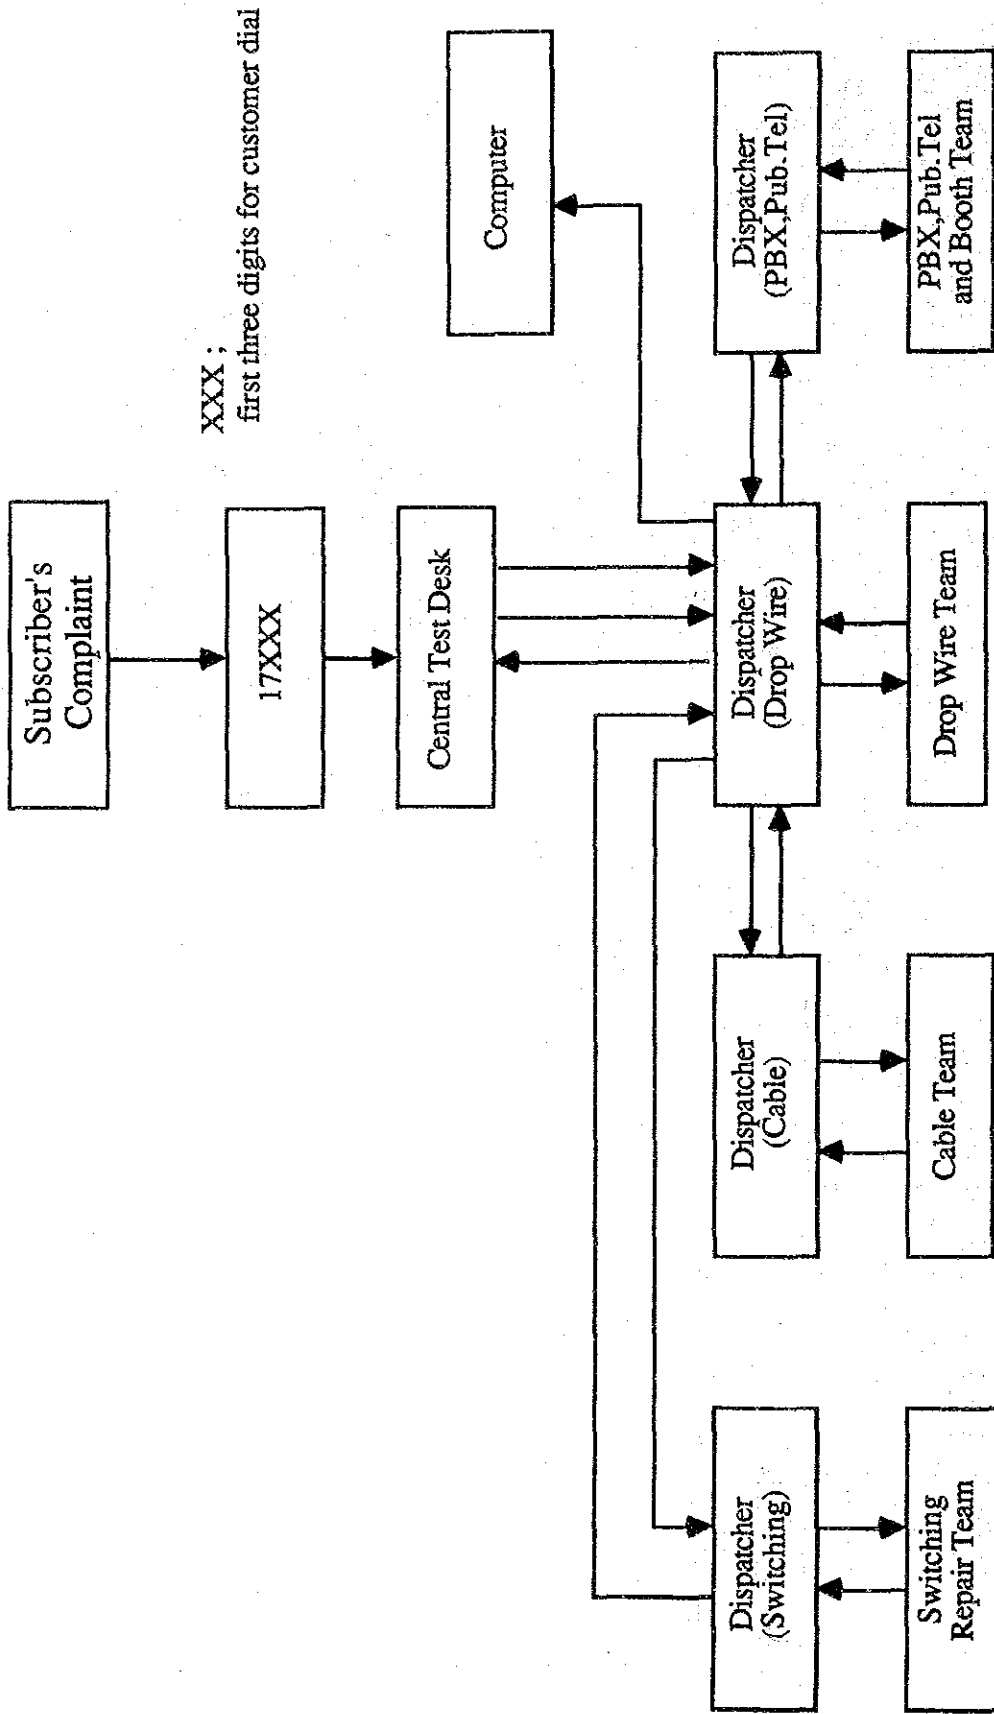 Subscriber's
Complaint
17XXX
XXX ;
first three digits for customer dial
Central Test Desk
Computer
Dispatcher
(Switching)
Dispatcher
(Cable)
Dispatcher
(Drop Wire)
Dispatcher
(PBX,Pub.Tel)
Switching
Repair Team
Cable Team
Drop Wire Team
PBX,Pub.Tel
and Booth Team